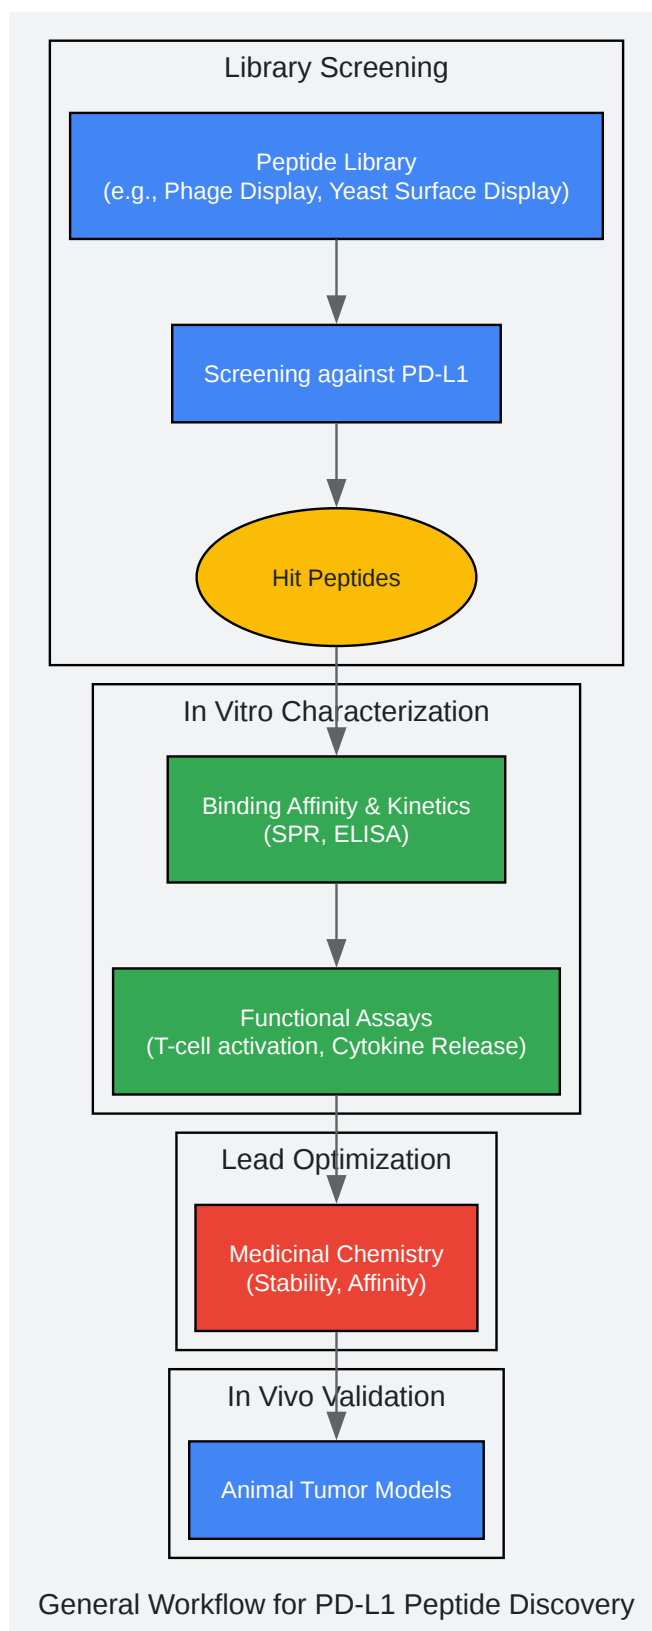 Library Screening
Peptide Library
(e.g., Phage Display, Yeast Surface Display)
Screening against PD-L1
Hit Peptides
In Vitro Characterization
Binding Affinity & Kinetics
(SPR, ELISA)
Functional Assays
(T-cell activation, Cytokine Release)
Lead Optimization
Medicinal Chemistry
(Stability, Affinity)
In Vivo Validation
Animal Tumor Models
General Workflow for PD-L1 Peptide Discovery